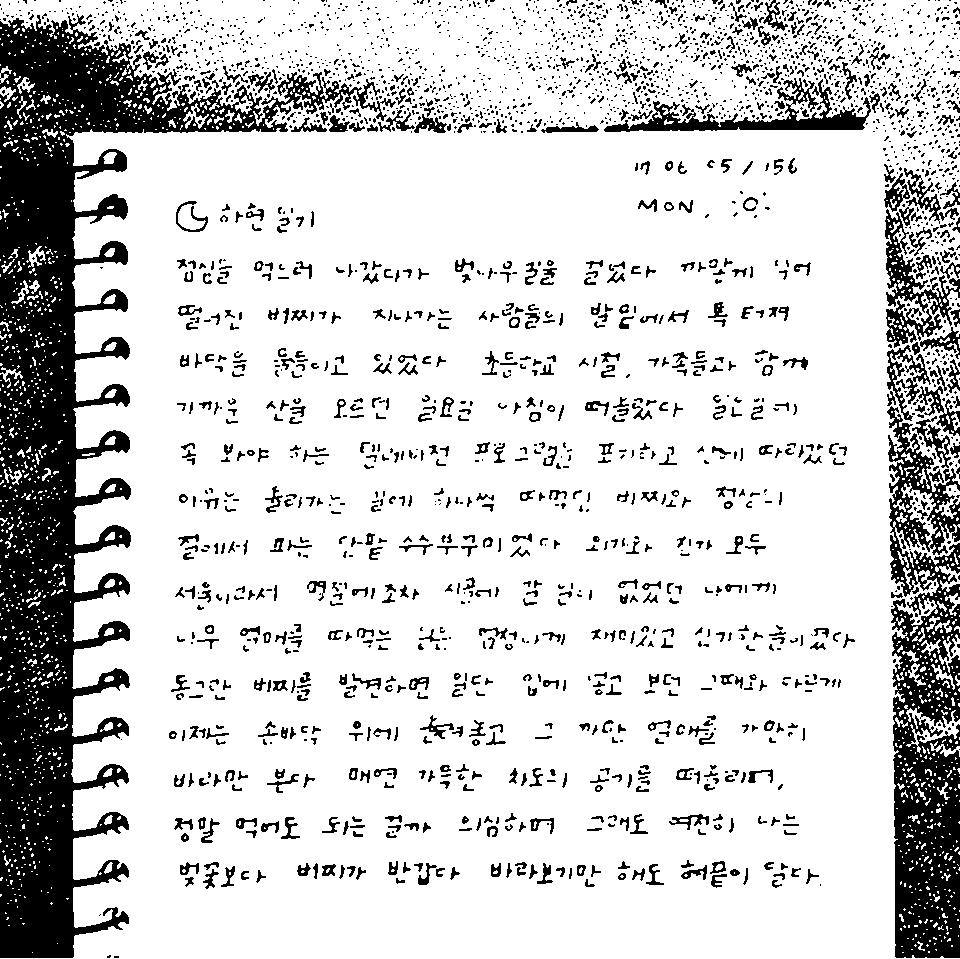 17 06 05 / 156
MON.
하현 일기
점심을 먹으러 나갔다가 벚나무길을 걸었다 까맣게 익어
떨어진 버찌가 지나가는 사람들의 발 밑에서 톡 터져
바닥을 물들이고 있었다 초등학교 시절, 가족들과 함께
가까운 산을 오르던 일요일 아침이 떠올랐다 일요일에
꼭 봐야 하는 텔레비전 프로그램을 포기하고 산에 따라갔던
이유는 올라가는 길에 하나씩 따먹던 버찌와 정상의
절에서 파는 단팥 수수부꾸미였다 외가와 친가 모두
서울이라서 명절에조차 시골에 갈 일이 없었던 나에게
나무 열매를 따먹는 일은 엄청나게 재미있고 신기한 놀이였다
동그란 버찌를 발견하면 일단 입에 넣고 보던 그때와 다르게
이제는 손바닥 위에 올려놓고 그 까만 열매를 가만히
바라만 본다 매연 가득한 차도의 공기를 떠올리며,
정말 먹어도 되는 걸까 의심하며 그래도 여전히 나는
벚꽃보다 버찌가 반갑다 바라보기만 해도 혀끝이 달다.